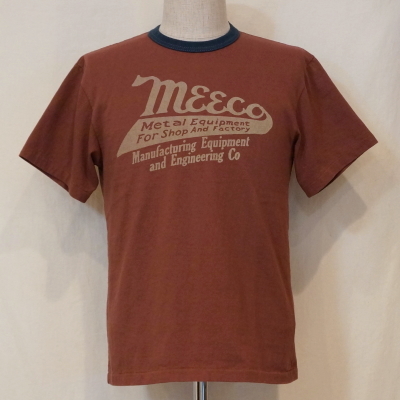 MEECO
Metal Equipment
For Shop And Factory
Manufacturing Equipment
and Engineering Co